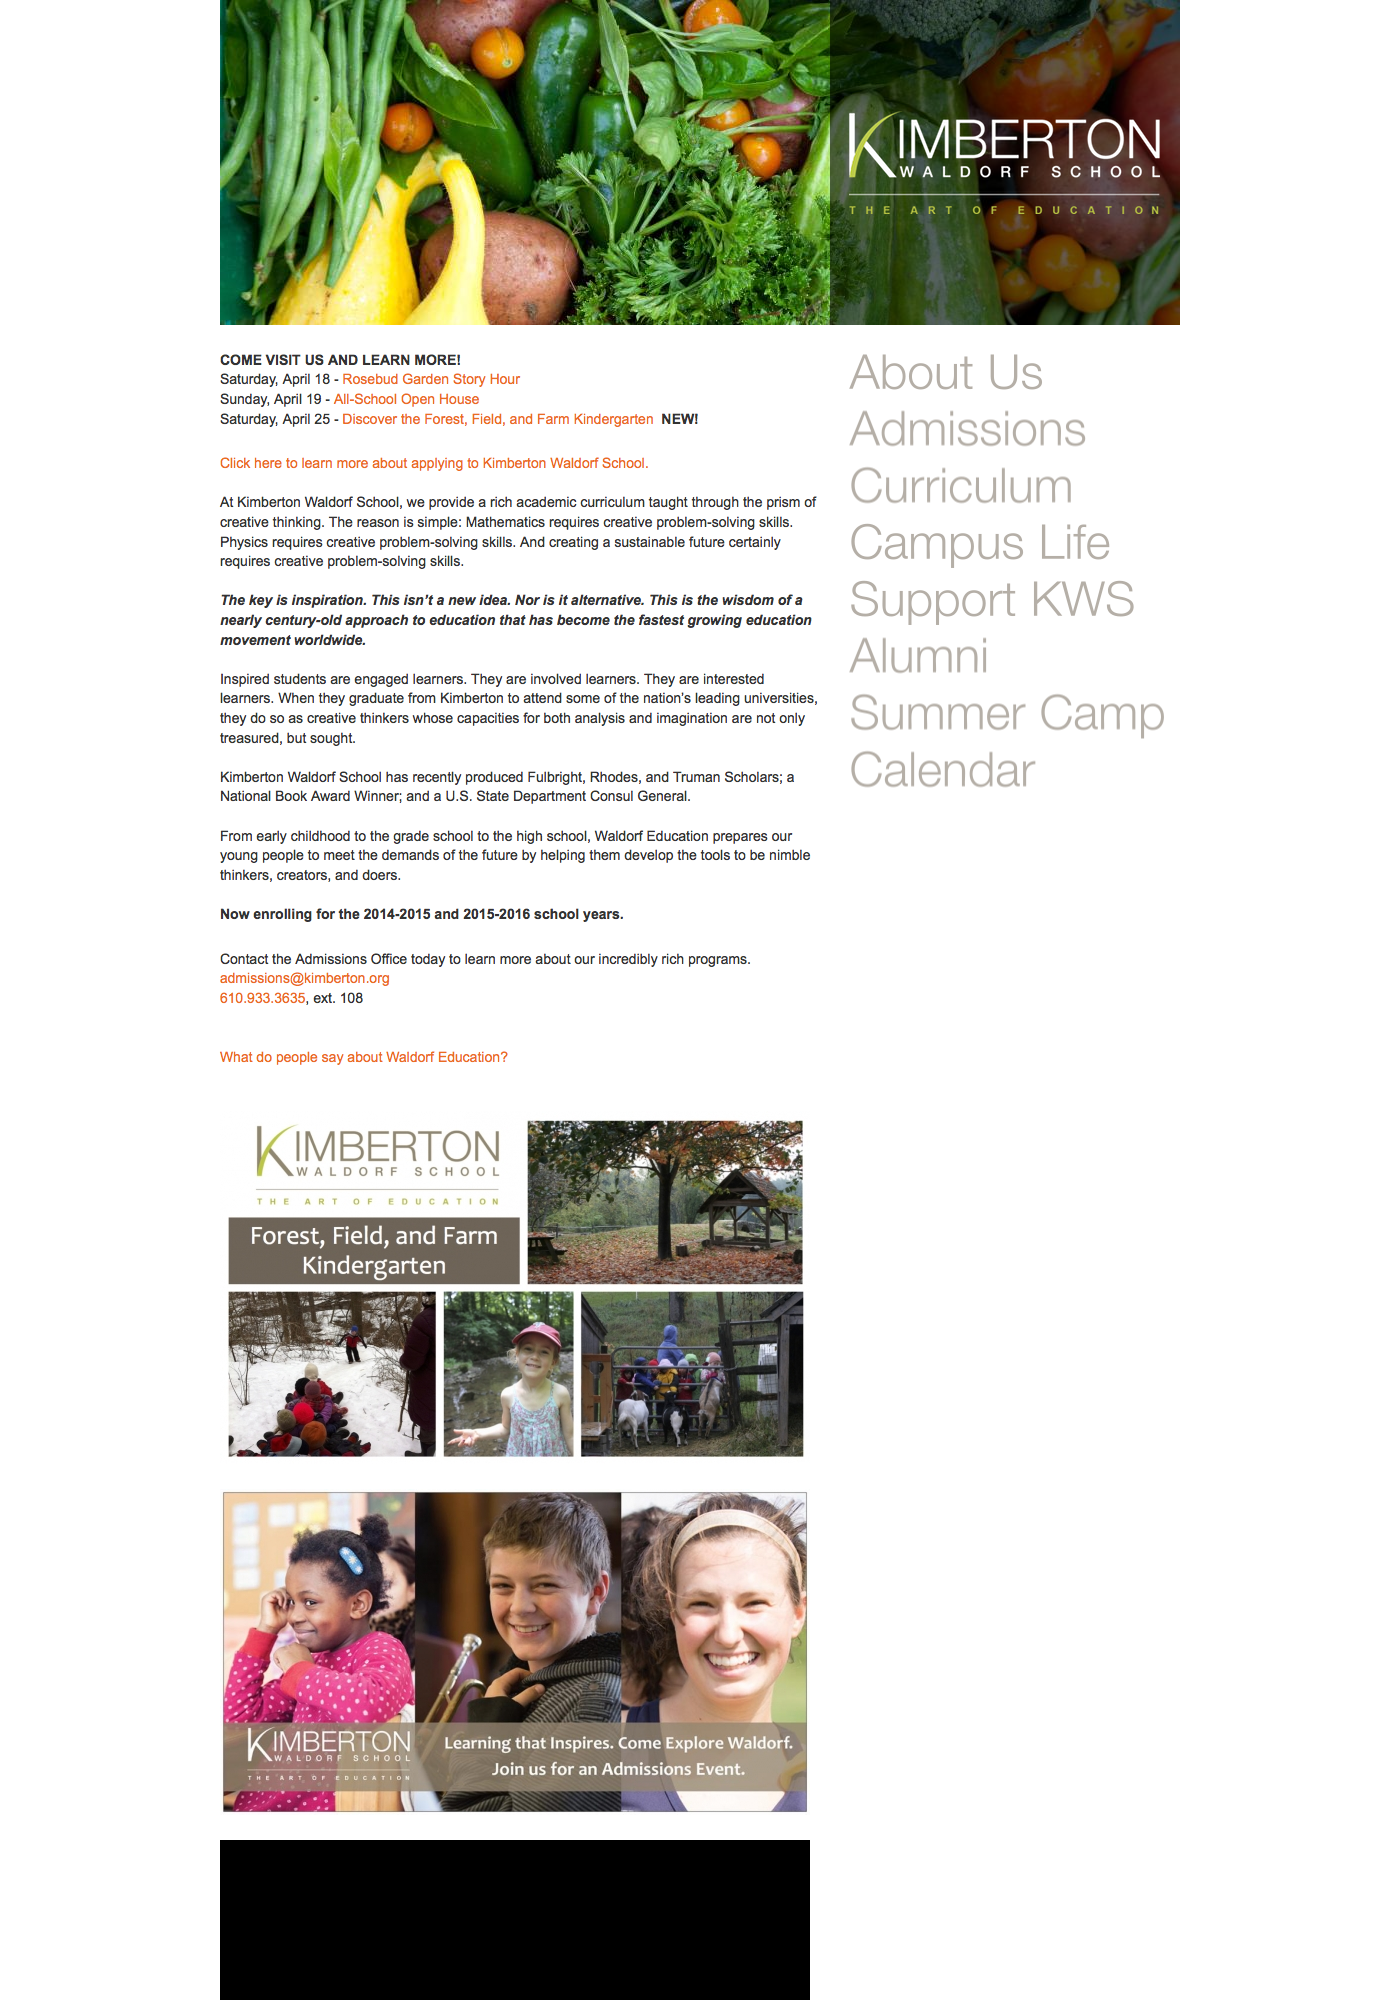 KIMBERTON
WALDORF SCHOOL
THE ART OF EDUCATION
COME VISIT US AND LEARN MORE!
Saturday, April 18 - Rosebud Garden Story Hour
Sunday, April 19 - All-School Open House
Saturday, April 25 - Discover the Forest, Field, and Farm Kindergarten NEW!
Click here to learn more about applying to Kimberton Waldorf School.
At Kimberton Waldorf School, we provide a rich academic curriculum taught through the prism of
creative thinking. The reason is simple: Mathematics requires creative problem-solving skills.
Physics requires creative problem-solving skills. And creating a sustainable future certainly
requires creative problem-solving skills.
The key is inspiration. This isn't a new idea. Nor is it alternative. This is the wisdom of a
nearly century-old approach to education that has become the fastest growing education
movement worldwide.
Inspired students are engaged learners. They are involved learners. They are interested
learners. When they graduate from Kimberton to attend some of the nation's leading universities,
they do so as creative thinkers whose capacities for both analysis and imagination are not only
treasured, but sought.
Kimberton Waldorf School has recently produced Fulbright, Rhodes, and Truman Scholars; a
National Book Award Winner; and a U.S. State Department Consul General.
From early childhood to the grade school to the high school, Waldorf Education prepares our
young people to meet the demands of the future by helping them develop the tools to be nimble
thinkers, creators, and doers.
Now enrolling for the 2014-2015 and 2015-2016 school years.
Contact the Admissions Office today to learn more about our incredibly rich programs.
admissions@kimberton.org
610.933.3635, ext. 108
What do people say about Waldorf Education?
About Us
Admissions
Curriculum
Campus Life
Support KWS
Alumni
Summer Camp
Calendar
KIMBERTON
WALDORF SCHOOL
THE ART OF EDUCATION
Forest, Field, and Farm
Kindergarten
KIMBERTON
WALDORF SCHOOL
THE ART OF EDUCATION
Learning that Inspires. Come Explore Waldorf.
Join us for an Admissions Event.